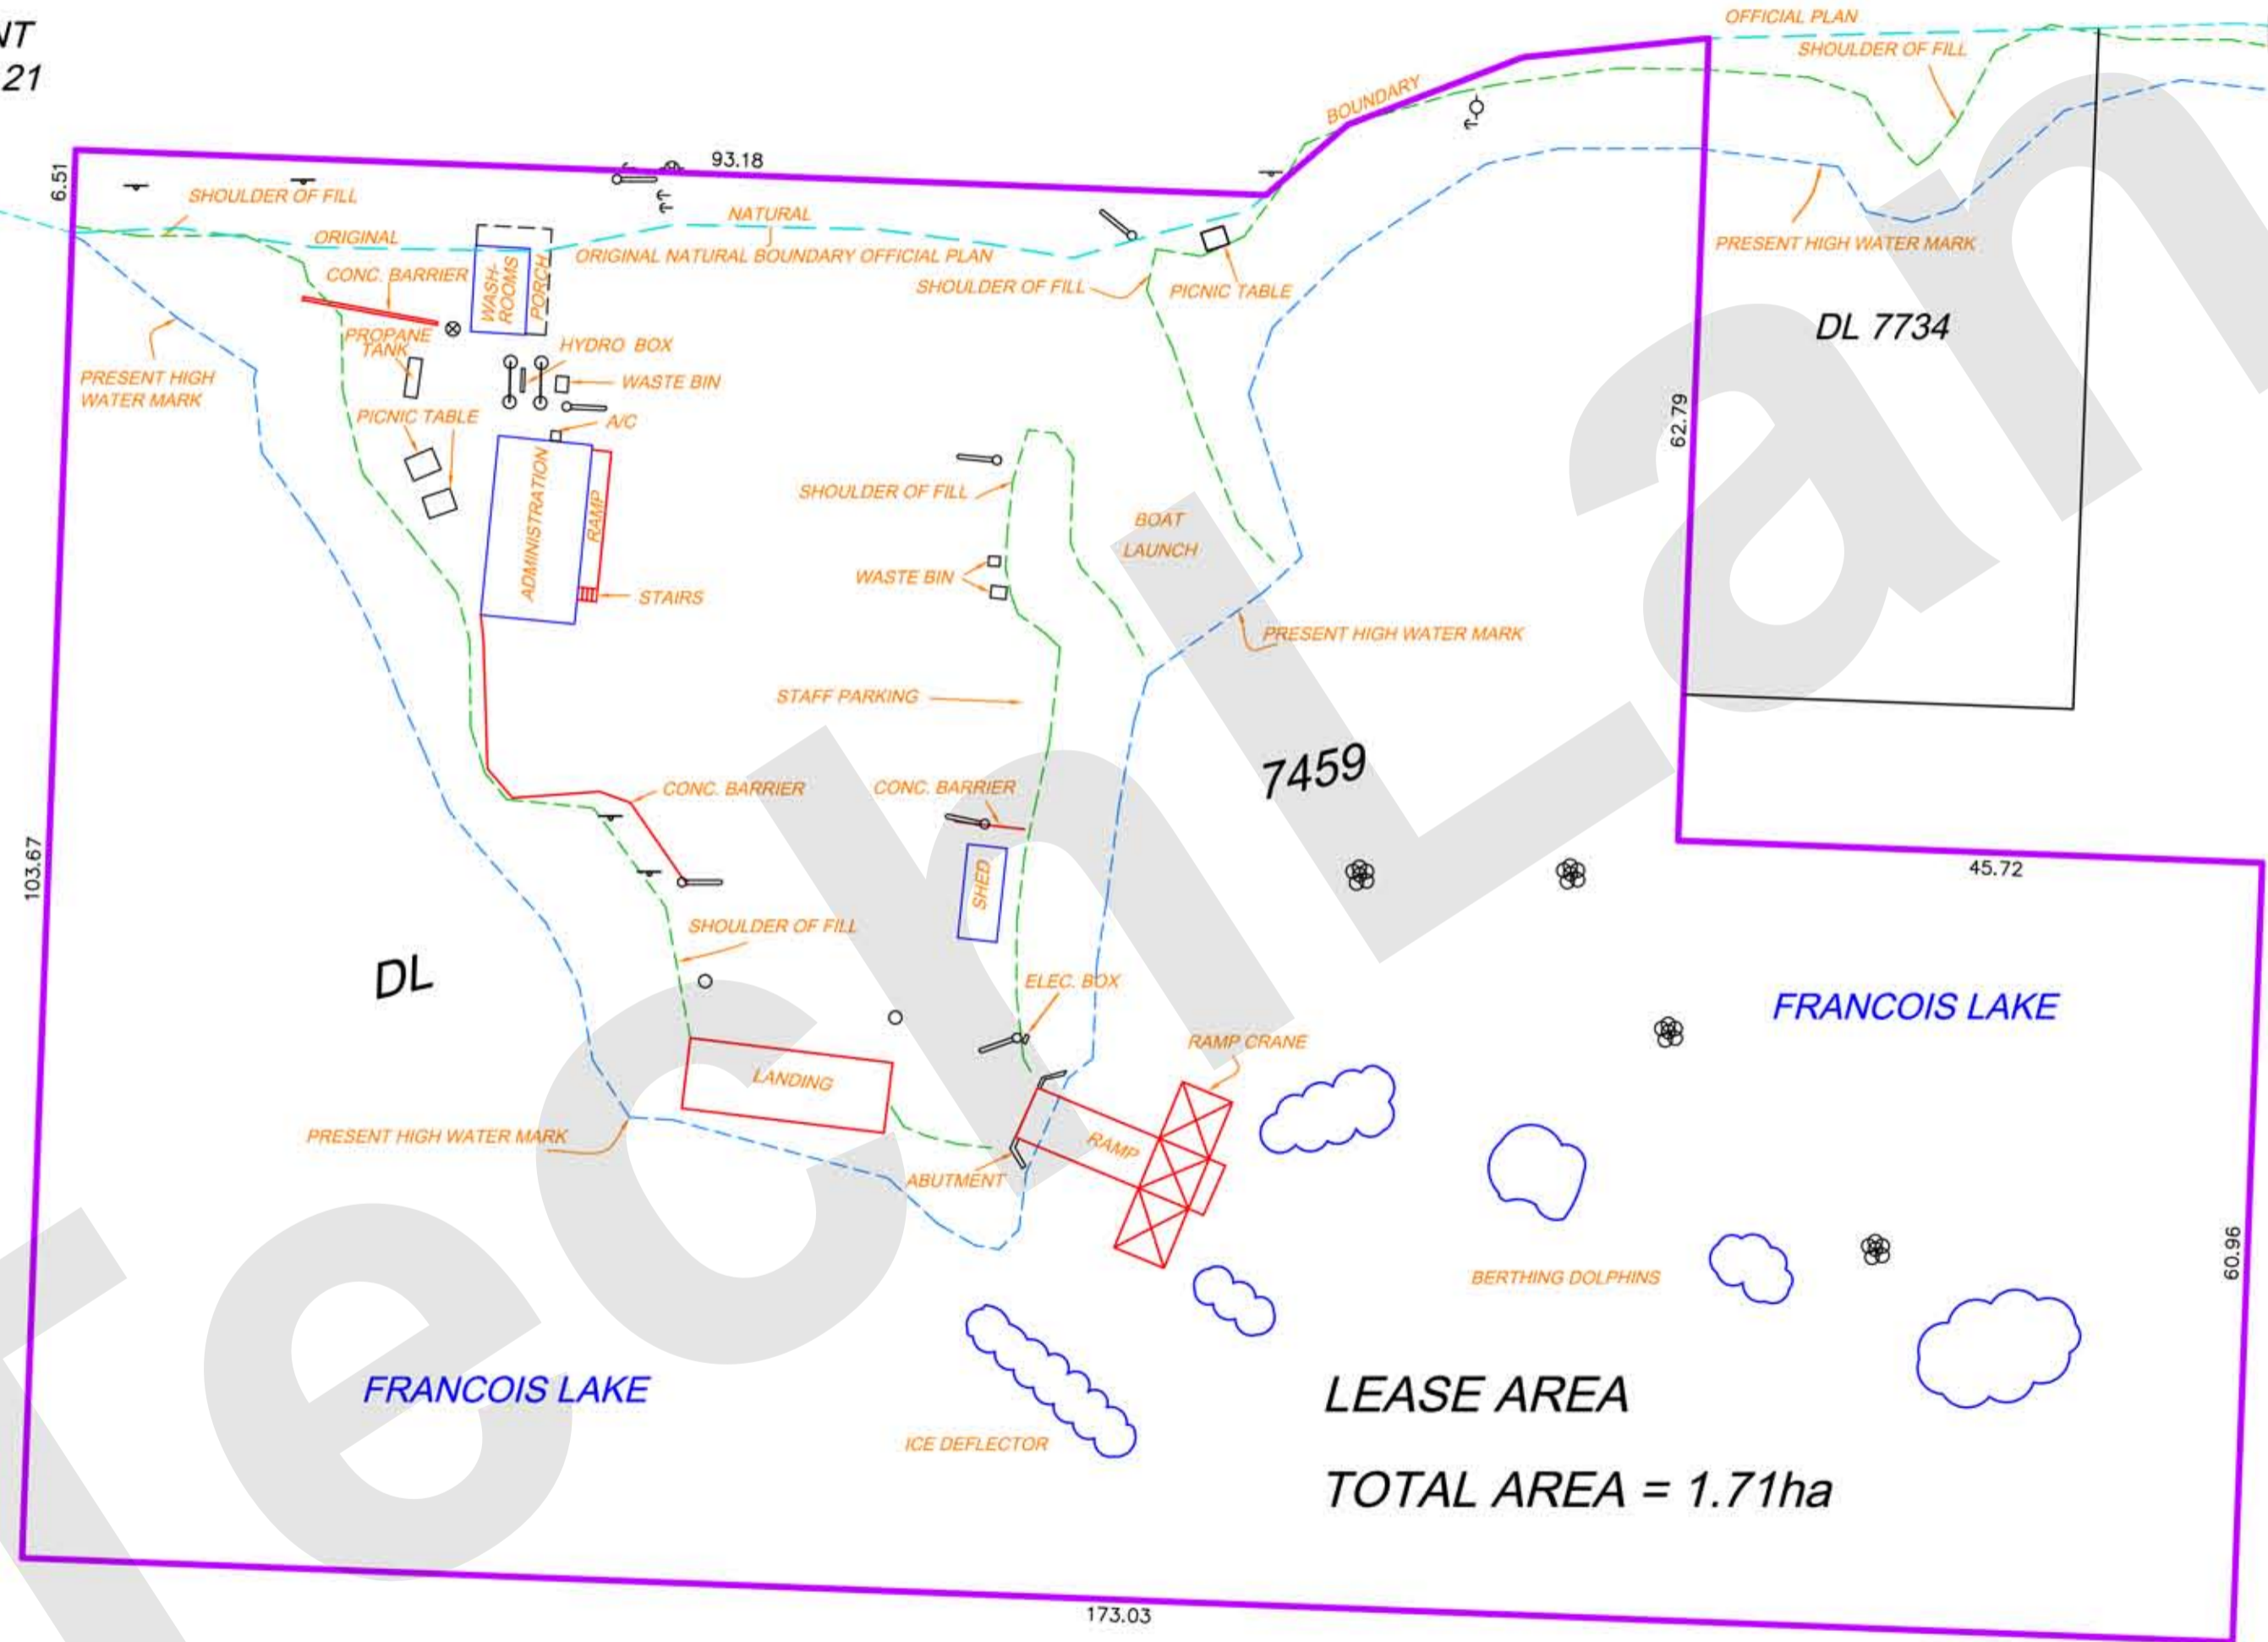 NT
21
OFFICIAL PLAN
SHOULDER OF FILL
BOUNDARY
93.18
6.51
SHOULDER OF FILL
NATURAL
ORIGINAL
ORIGINAL NATURAL BOUNDARY OFFICIAL PLAN
PRESENT HIGH WATER MARK
CONC. BARRIER
WASH-
ROOMS
PORCH
SHOULDER OF FILL
PICNIC TABLE
DL 7734
PROPANE
TANK
HYDRO BOX
WASTE BIN
PRESENT HIGH
WATER MARK
PICNIC TABLE
A/C
62.79
ADMINISTRATION
RAMP
SHOULDER OF FILL
BOAT
LAUNCH
WASTE BIN
STAIRS
PRESENT HIGH WATER MARK
STAFF PARKING
7459
CONC. BARRIER
CONC. BARRIER
103.67
45.72
SHED
SHOULDER OF FILL
DL
ELEC. BOX
FRANCOIS LAKE
RAMP CRANE
LANDING
PRESENT HIGH WATER MARK
RAMP
ABUTMENT
60.96
BERTHING DOLPHINS
FRANCOIS LAKE
LEASE AREA
ICE DEFLECTOR
TOTAL AREA = 1.71ha
173.03
TechLan